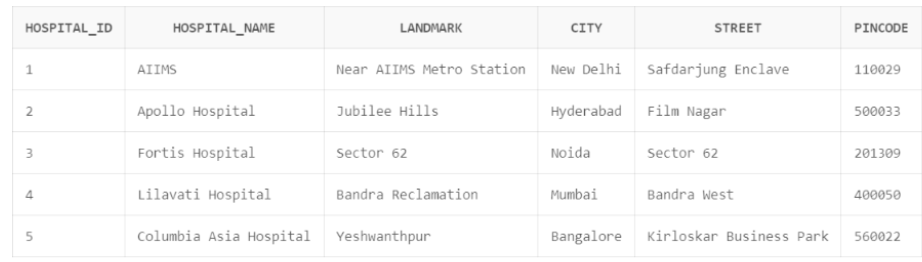 HOSPITAL_ID HOSPITAL_NAME LANDMARK CITY STREET PINCODE
1 AIIMS Near AIIMS Metro Station New Delhi Safdarjung Enclave 110029
2 Apollo Hospital Jubilee Hills Hyderabad Film Nagar 500033
3 Fortis Hospital Sector 62 Noida Sector 62 201309
4 Lilavati Hospital Bandra Reclamation Mumbai Bandra West 400050
5 Columbia Asia Hospital Yeshwanthpur Bangalore Kirloskar Business Park 560022